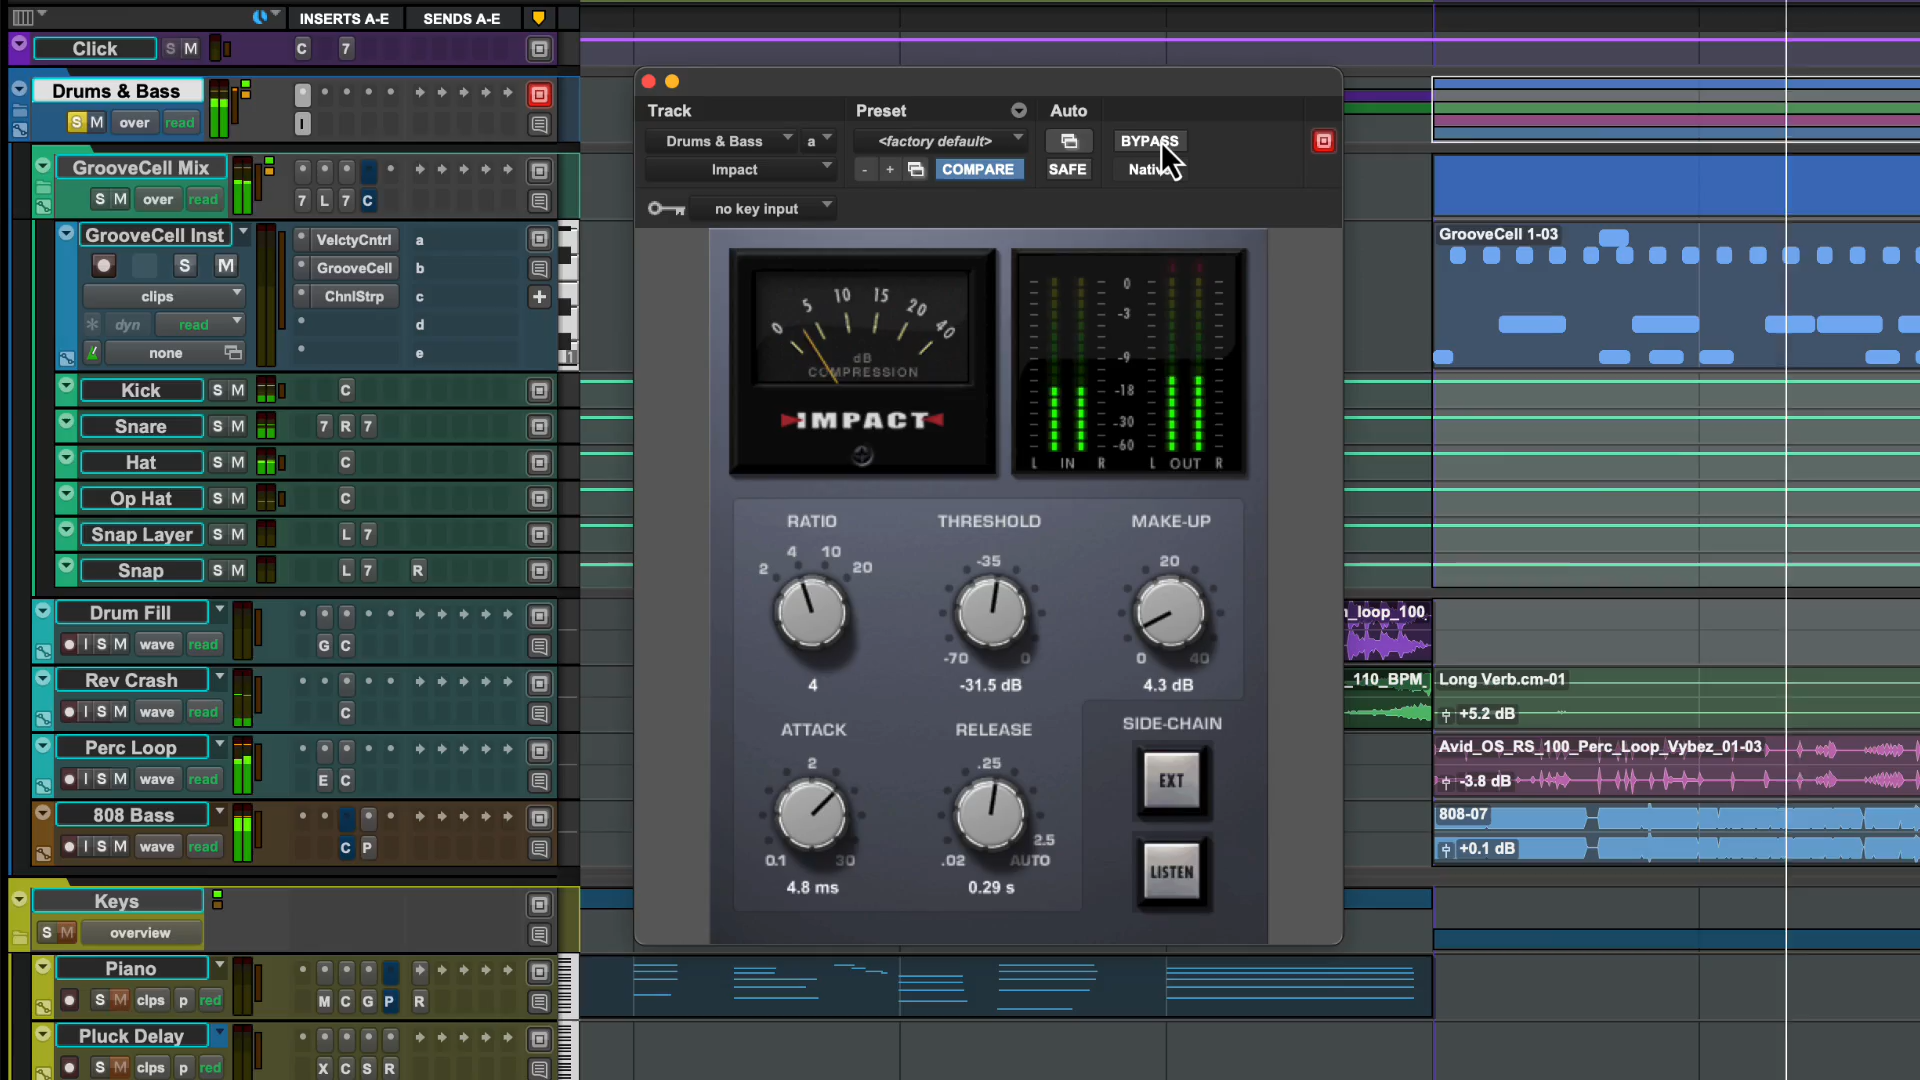 INSERTS A-E SENDS A-E
Click S M C 7
Drums & Bass
S M over read I
GrooveCell Mix
S M over read 7 L 7 C
GrooveCell Inst VelctyCntrl a
S M GrooveCell b
clips ChnlStrp c
dyn read d
none e
1
Kick S M C
Snare S M 7 R 7
Hat S M C
Op Hat S M C
Snap Layer S M L 7
Snap S M L 7 R
Drum Fill
I S M wave read G C
Rev Crash
I S M wave read C
Perc Loop
I S M wave read E C
808 Bass
I S M wave read C P
Keys
S M overview
Piano
S M clps p red M C G P R
Pluck Delay
S M clps p red X C S R
Track Preset Auto
Drums & Bass a <factory default> BYPASS
Impact - + COMPARE SAFE Native
no key input
0 5 10 15 20 40
dB
COMPRESSION
IMPACT
0
-3
-9
-18
-30
-60
L IN R L OUT R
RATIO THRESHOLD MAKE-UP
2 4 10 20 -35 20
-70 0 0 40
4 -31.5 dB 4.3 dB
ATTACK RELEASE SIDE-CHAIN
2 .25 EXT
0.1 30 .02 2.5 AUTO
4.8 ms 0.29 s LISTEN
GrooveCell 1-03
_loop_100
_110_BPM_ Long Verb.cm-01
+5.2 dB
Avid_OS_RS_100_Perc_Loop_Vybez_01-03
-3.8 dB
808-07
+0.1 dB